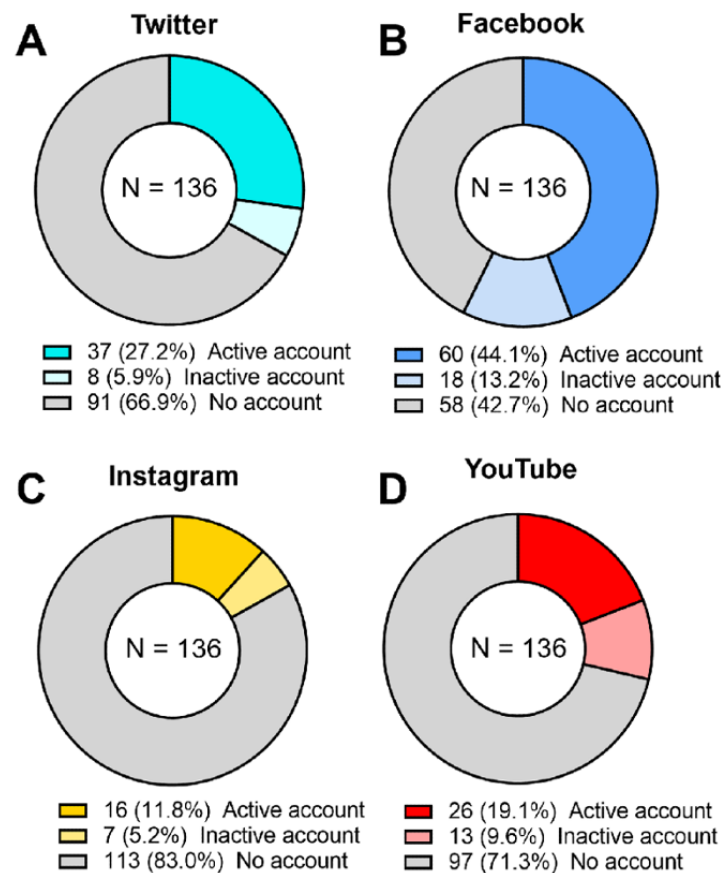 A
Twitter
N = 136
37 (27.2%) Active account
8 (5.9%) Inactive account
91 (66.9%) No account
B
Facebook
N = 136
60 (44.1%) Active account
18 (13.2%) Inactive account
58 (42.7%) No account
C
Instagram
N = 136
16 (11.8%) Active account
7 (5.2%) Inactive account
113 (83.0%) No account
D
YouTube
N = 136
26 (19.1%) Active account
13 (9.6%) Inactive account
97 (71.3%) No account